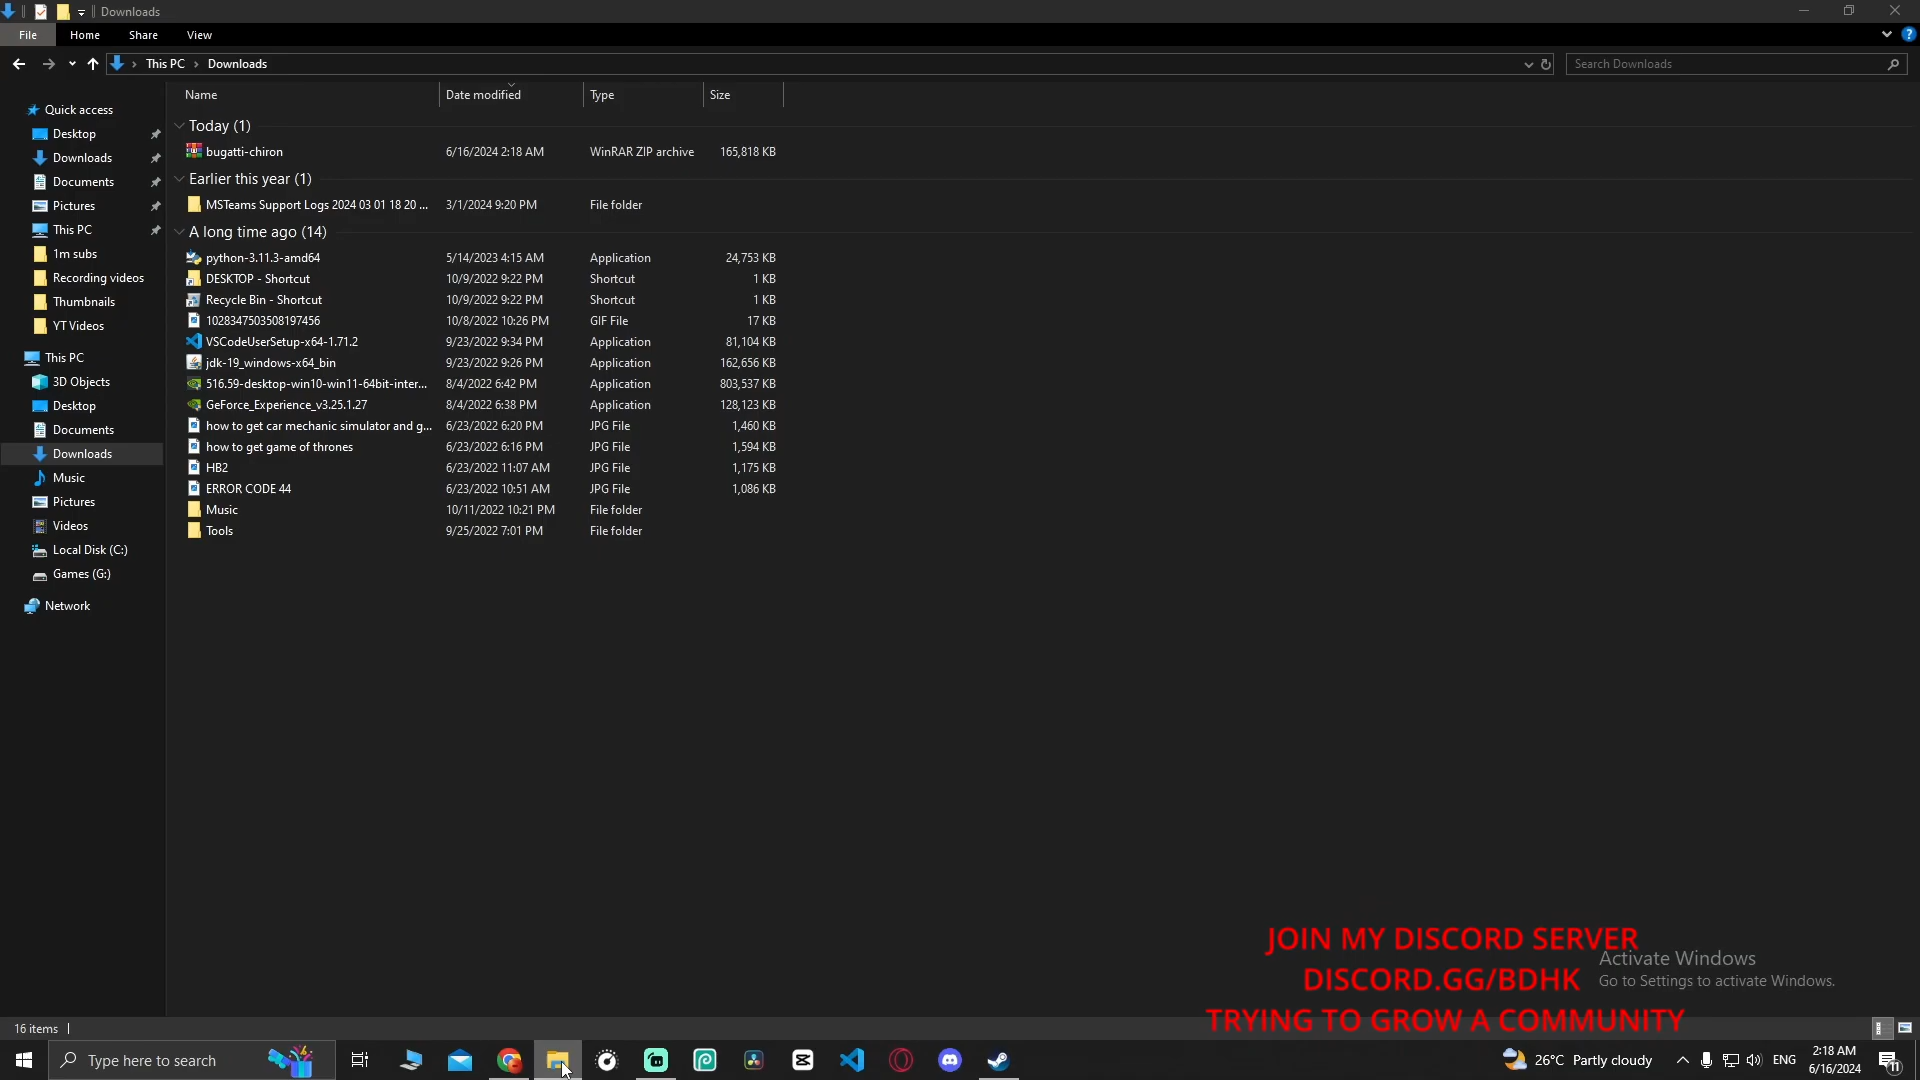 Downloads
File Home Share View
This PC Downloads Search Downloads
Name Date modified Type Size
Quick access
Desktop
Downloads
Documents
Pictures
This PC
1m subs
Recording videos
Thumbnails
YT Videos
This PC
3D Objects
Desktop
Documents
Downloads
Music
Pictures
Videos
Local Disk (C:)
Games (G:)
Network
Today (1)
bugatti-chiron 6/16/2024 2:18 AM WinRAR ZIP archive 165,818 KB
Earlier this year (1)
MSTeams Support Logs 2024 03 01 18 20 ... 3/1/2024 9:20 PM File folder
A long time ago (14)
python-3.11.3-amd64 5/14/2023 4:15 AM Application 24,753 KB
DESKTOP - Shortcut 10/9/2022 9:22 PM Shortcut 1 KB
Recycle Bin - Shortcut 10/9/2022 9:22 PM Shortcut 1 KB
1028347503508197456 10/8/2022 10:26 PM GIF File 17 KB
VSCodeUserSetup-x64-1.71.2 9/23/2022 9:34 PM Application 81,104 KB
jdk-19_windows-x64_bin 9/23/2022 9:26 PM Application 162,656 KB
516.59-desktop-win10-win11-64bit-inter... 8/4/2022 6:42 PM Application 803,537 KB
GeForce_Experience_v3.25.1.27 8/4/2022 6:38 PM Application 128,123 KB
how to get car mechanic simulator and g... 6/23/2022 6:20 PM JPG File 1,460 KB
how to get game of thrones 6/23/2022 6:16 PM JPG File 1,594 KB
HB2 6/23/2022 11:07 AM JPG File 1,175 KB
ERROR CODE 44 6/23/2022 10:51 AM JPG File 1,086 KB
Music 10/11/2022 10:21 PM File folder
Tools 9/25/2022 7:01 PM File folder
JOIN MY DISCORD SERVER
DISCORD.GG/BDHK
TRYING TO GROW A COMMUNITY
Activate Windows
Go to Settings to activate Windows.
16 items
Type here to search
26°C Partly cloudy ENG
2:18 AM
6/16/2024
11